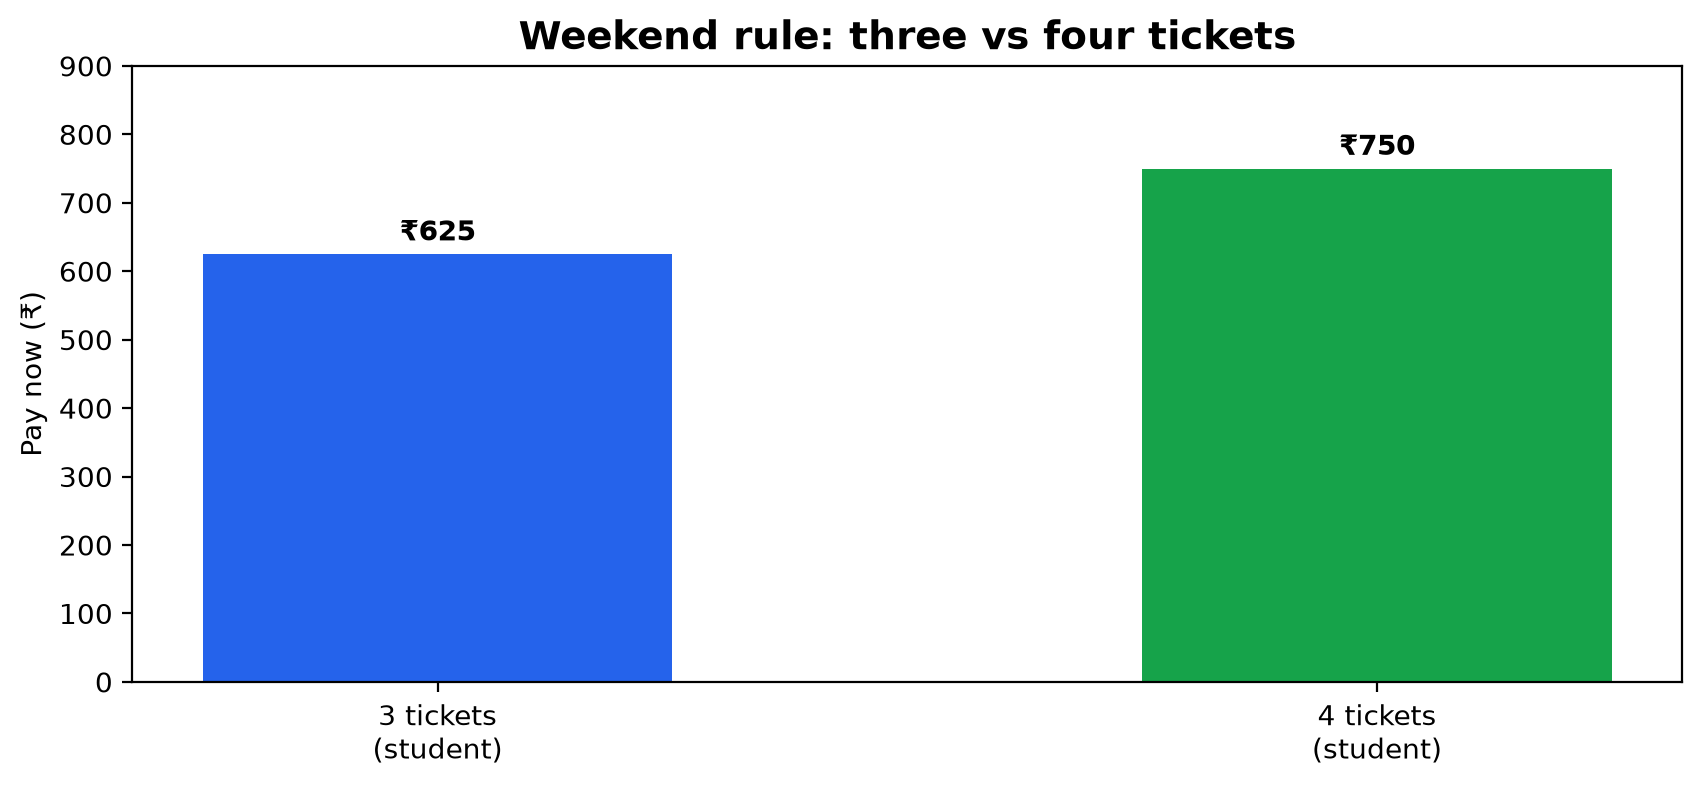 Weekend rule: three vs four tickets
Pay now (₹)
900
800
700
600
500
400
300
200
100
0
₹625
₹750
3 tickets
(student)
4 tickets
(student)